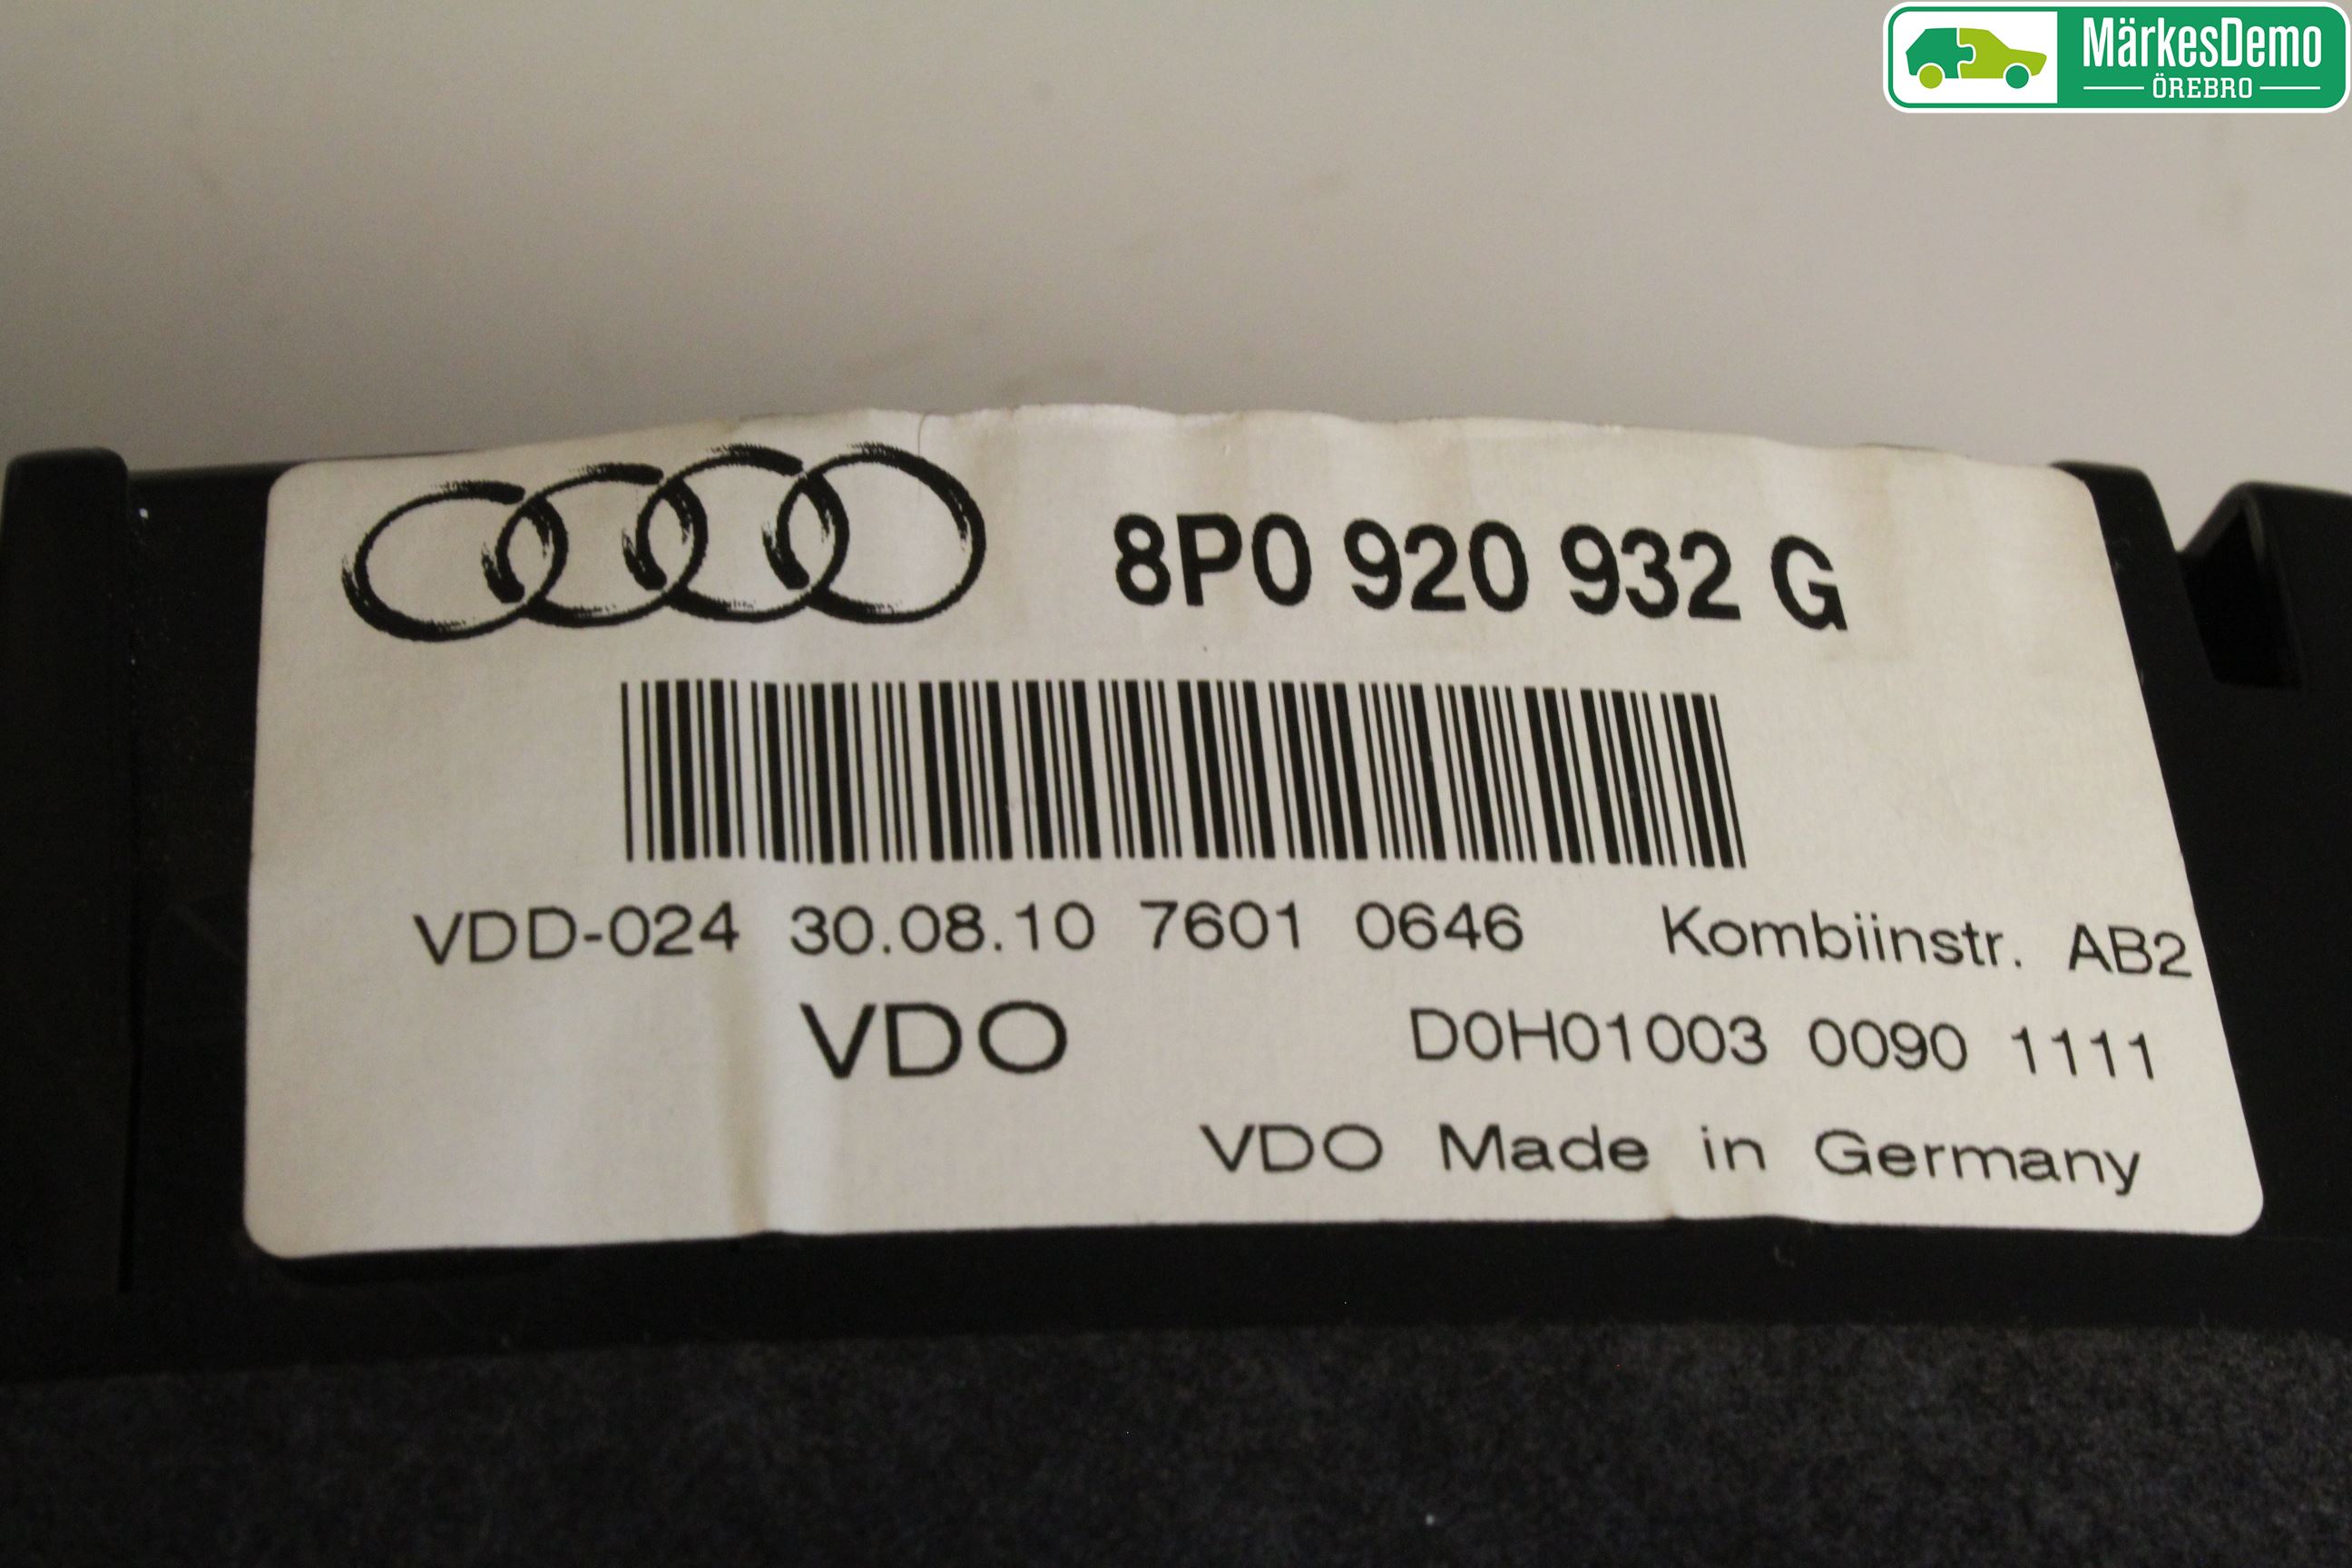 MärkesDemo
ÖREBRO
8P0 920 932 G
VDD-024 30.08.10 7601 0646 Kombiinstr. AB2
VDO D0H01003 0090 1111
VDO Made in Germany